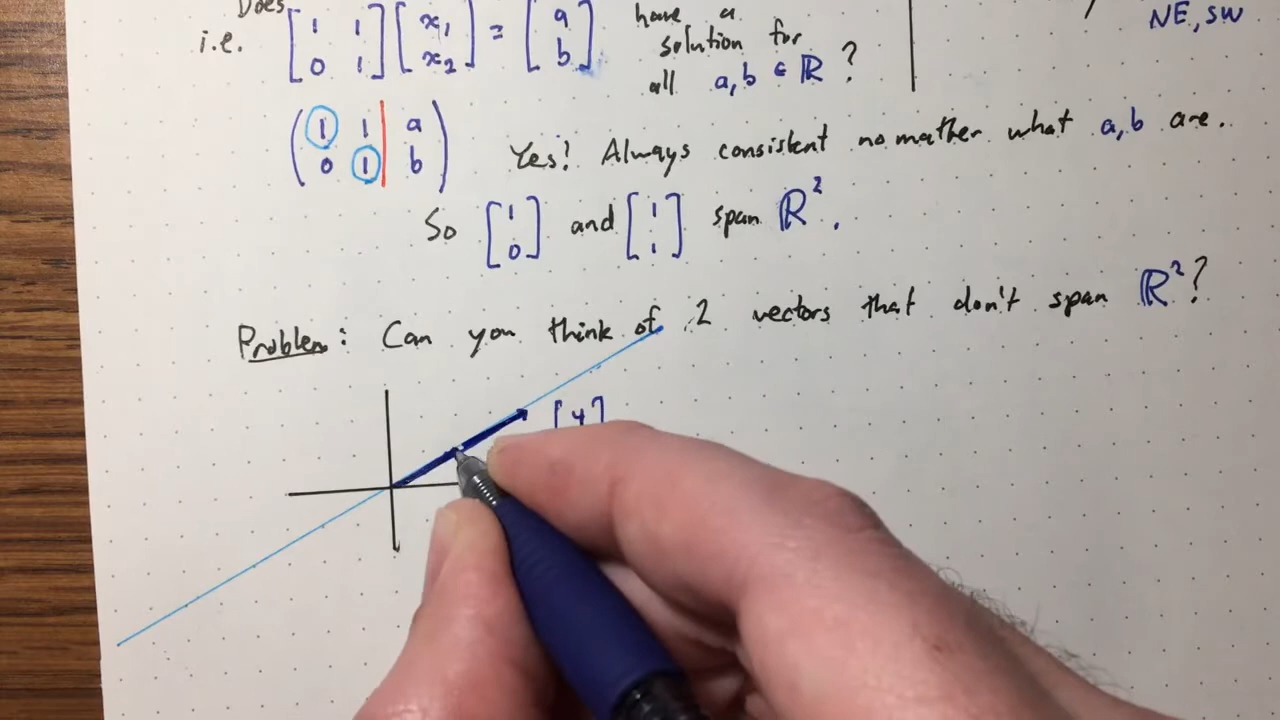 Does
i.e. [1 1; 0 1] [x₁; x₂] = [a; b] have a
solution for
all a,b ∈ ℝ ?
NE, SW
(1 1 | a; 0 1 | b) Yes! Always consistent no mather what a,b are.
So [1; 0] and [1; 1] span ℝ².
Problem: Can you think of 2 vectors that don't span ℝ²?
[4]